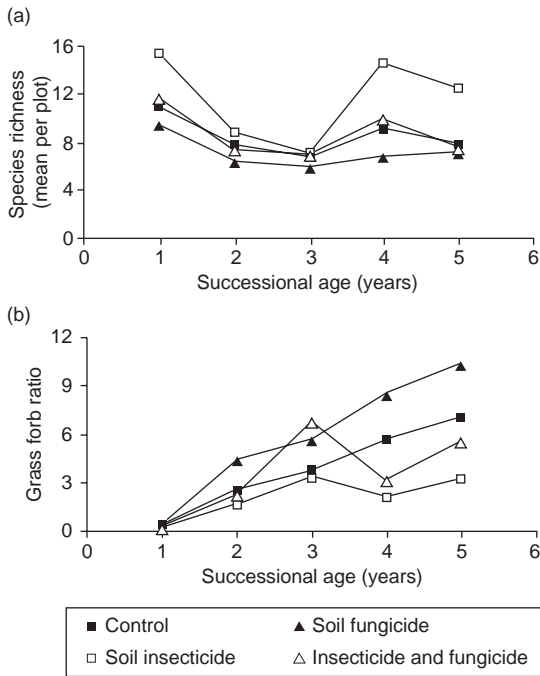 (a)
Species richness
(mean per plot)
16
12
8
4
0
0 1 2 3 4 5 6
Successional age (years)
(b)
Grass forb ratio
12
9
6
3
0
0 1 2 3 4 5 6
Successional age (years)
■ Control ▲ Soil fungicide
□ Soil insecticide △ Insecticide and fungicide